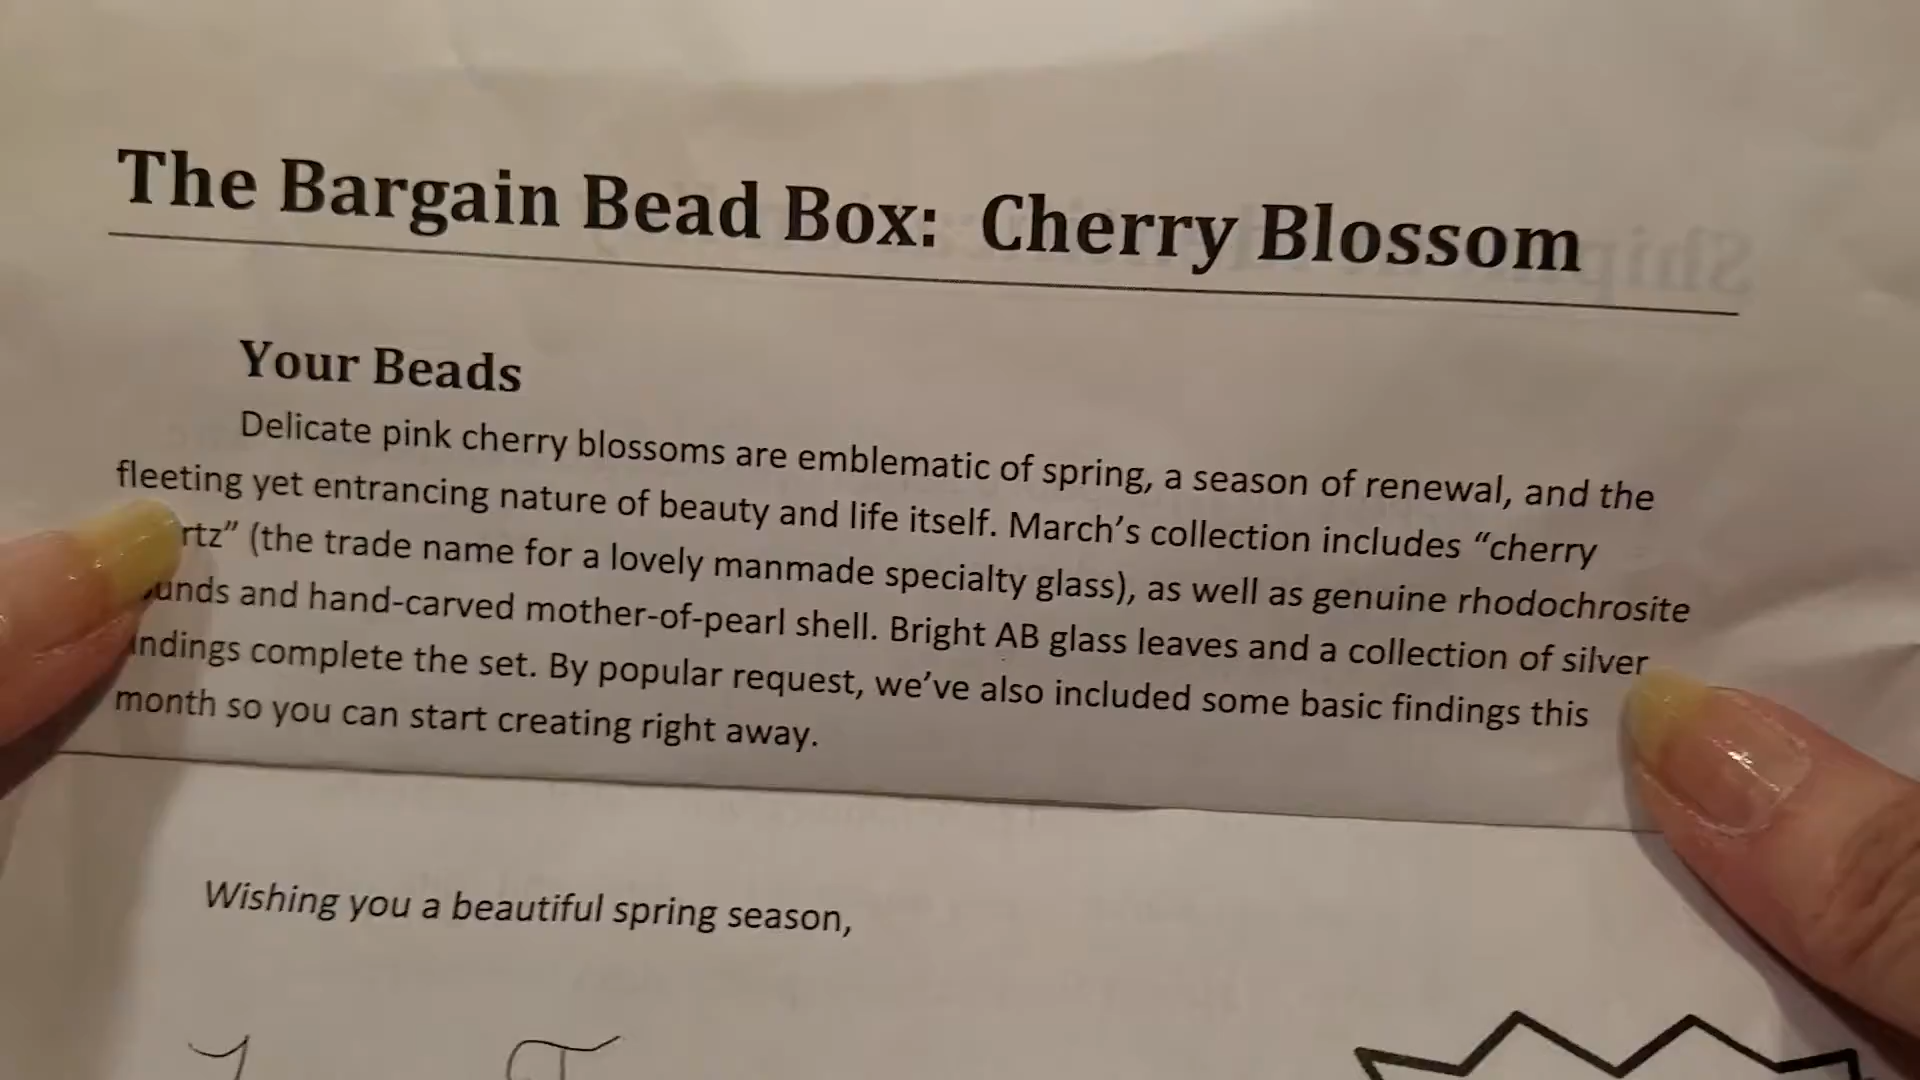 The Bargain Bead Box: Cherry Blossom
Your Beads
Delicate pink cherry blossoms are emblematic of spring, a season of renewal, and the
fleeting yet entrancing nature of beauty and life itself. March's collection includes “cherry
rtz” (the trade name for a lovely manmade specialty glass), as well as genuine rhodochrosite
unds and hand-carved mother-of-pearl shell. Bright AB glass leaves and a collection of silver
indings complete the set. By popular request, we've also included some basic findings this
month so you can start creating right away.
Wishing you a beautiful spring season,